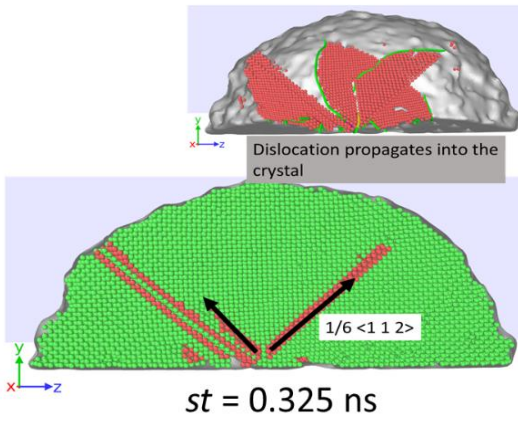 y
x z
Dislocation propagates into the
crystal
1/6 <1 1 2>
y
x z
st = 0.325 ns